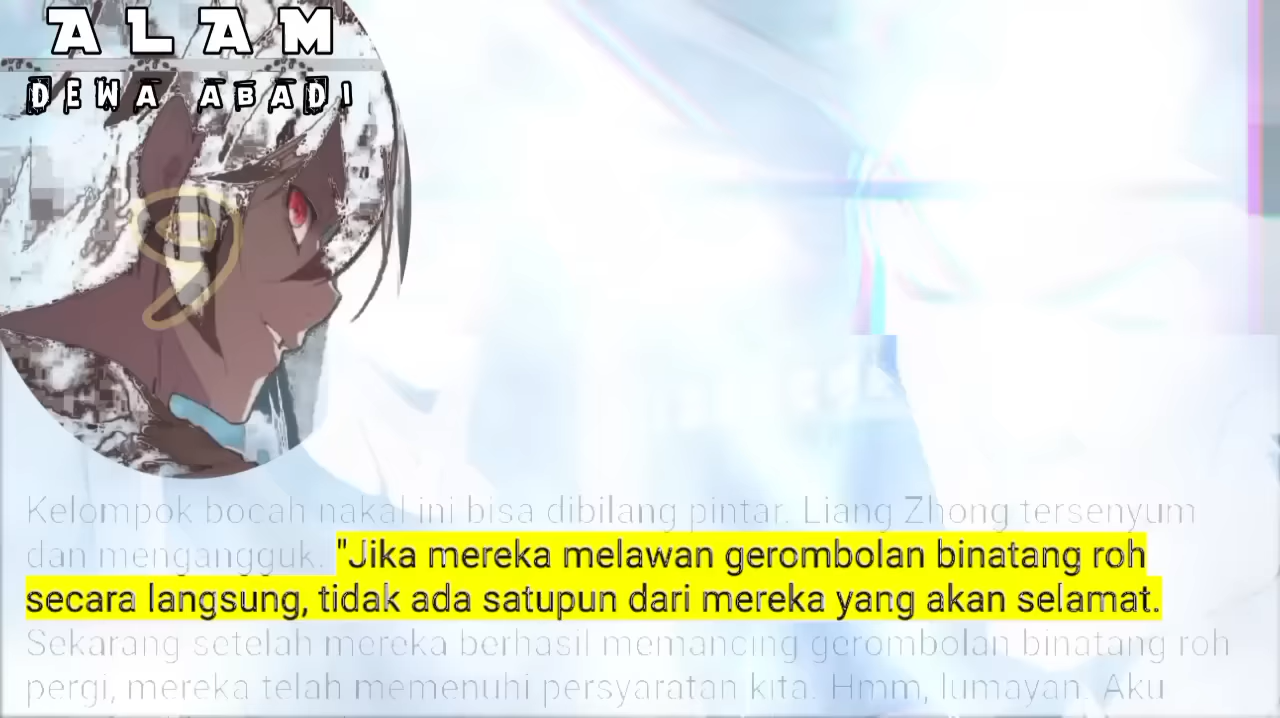 ALAM
DEWA ABADI
Kelompok bocah nakal ini bisa dibilang pintar. Liang Zhong tersenyum
dan mengangguk. "Jika mereka melawan gerombolan binatang roh
secara langsung, tidak ada satupun dari mereka yang akan selamat.
Sekarang setelah mereka berhasil memancing gerombolan binatang roh
pergi, mereka telah memenuhi persyaratan kita. Hmm, lumayan. Aku